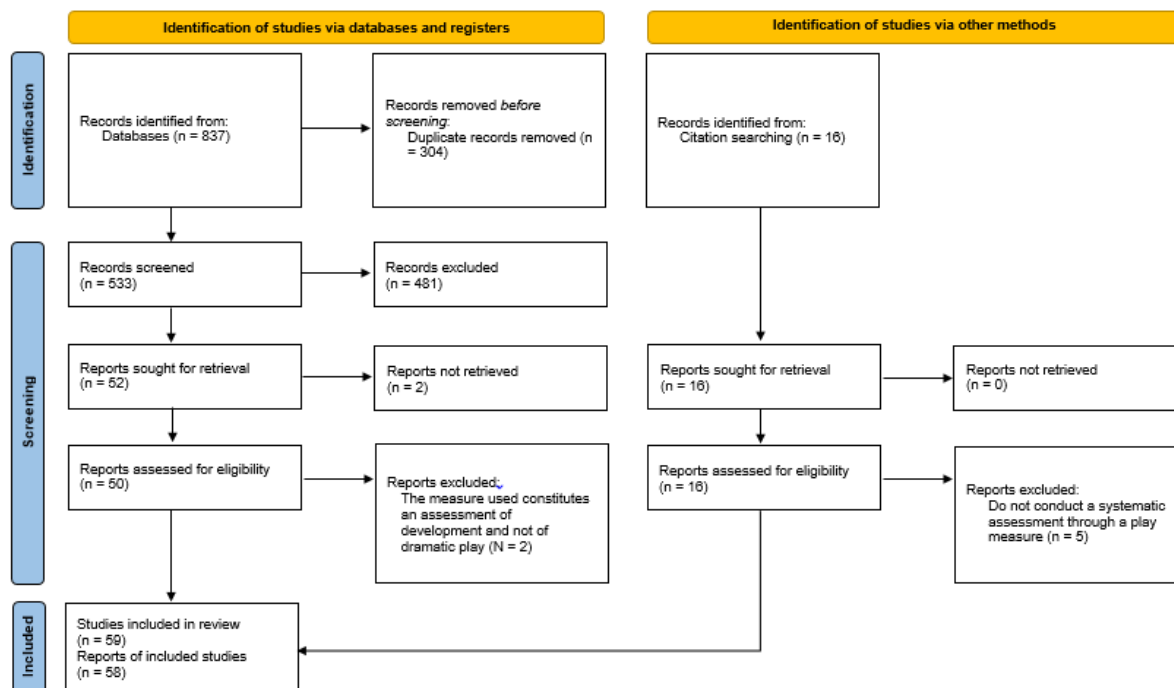 Identification of studies via databases and registers
Identification of studies via other methods
Identification
Records identified from:
Databases (n = 837)
Records removed before
screening:
Duplicate records removed (n
= 304)
Records identified from:
Citation searching (n = 16)
Screening
Records screened
(n = 533)
Records excluded
(n = 481)
Reports sought for retrieval
(n = 52)
Reports not retrieved
(n = 2)
Reports sought for retrieval
(n = 16)
Reports not retrieved
(n = 0)
Reports assessed for eligibility
(n = 50)
Reports excluded:
The measure used constitutes
an assessment of
development and not of
dramatic play (N = 2)
Reports assessed for eligibility
(n = 16)
Reports excluded:
Do not conduct a systematic
assessment through a play
measure (n = 5)
Included
Studies included in review
(n = 59)
Reports of included studies
(n = 58)